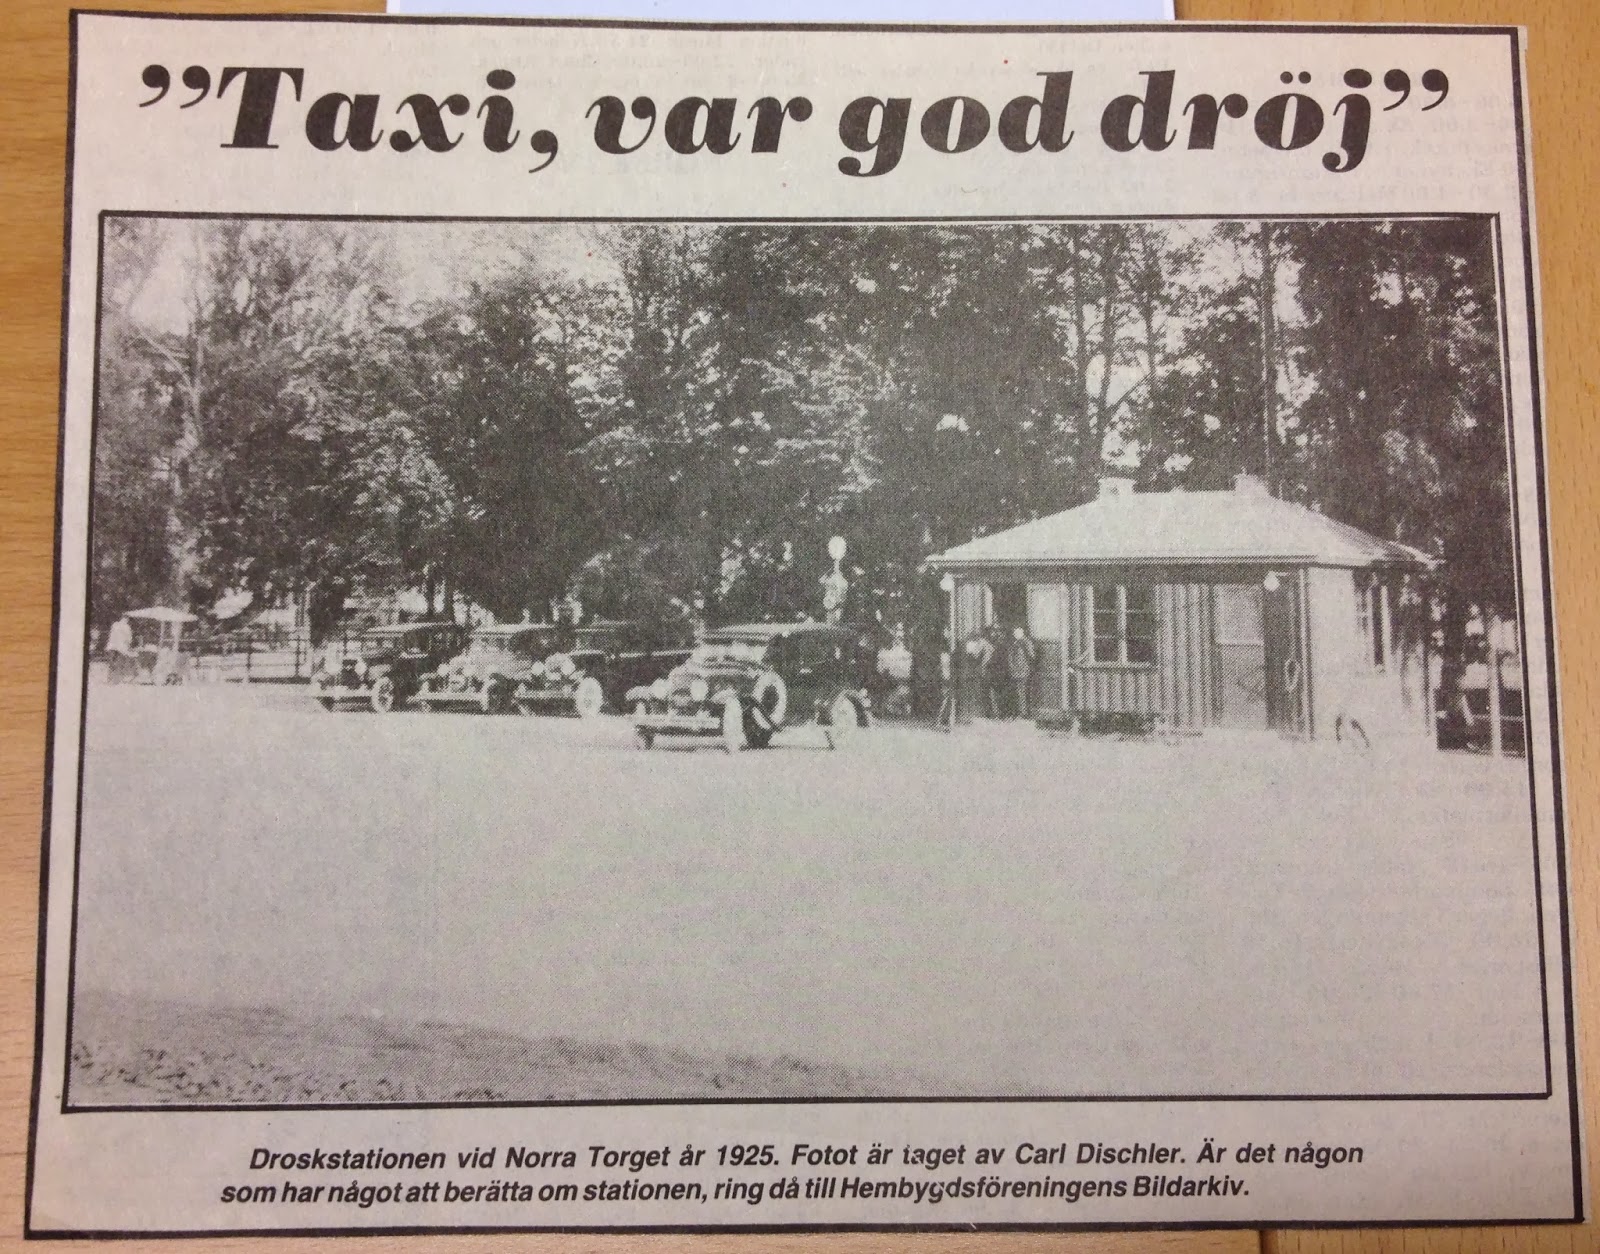 ”Taxi, var god dröj”
Droskstationen vid Norra Torget år 1925. Fotot är taget av Carl Dischler. Är det någon
som har något att berätta om stationen, ring då till Hembygdsföreningens Bildarkiv.